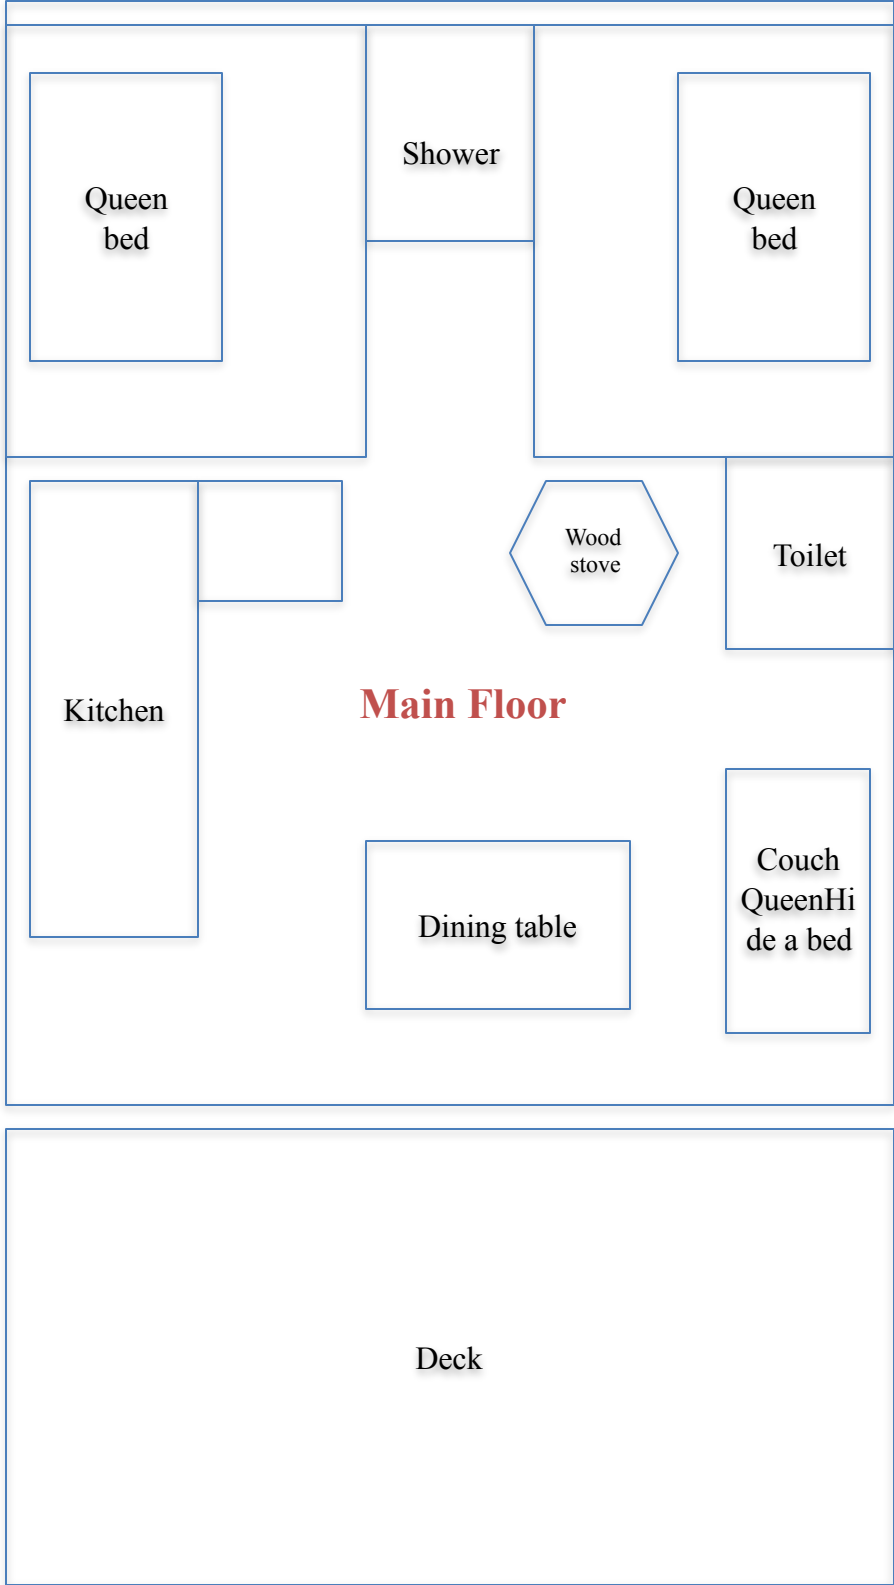 Shower
Queen
bed
Queen
bed
Wood
stove
Toilet
Main Floor
Kitchen
Couch
QueenHi
de a bed
Dining table
Deck